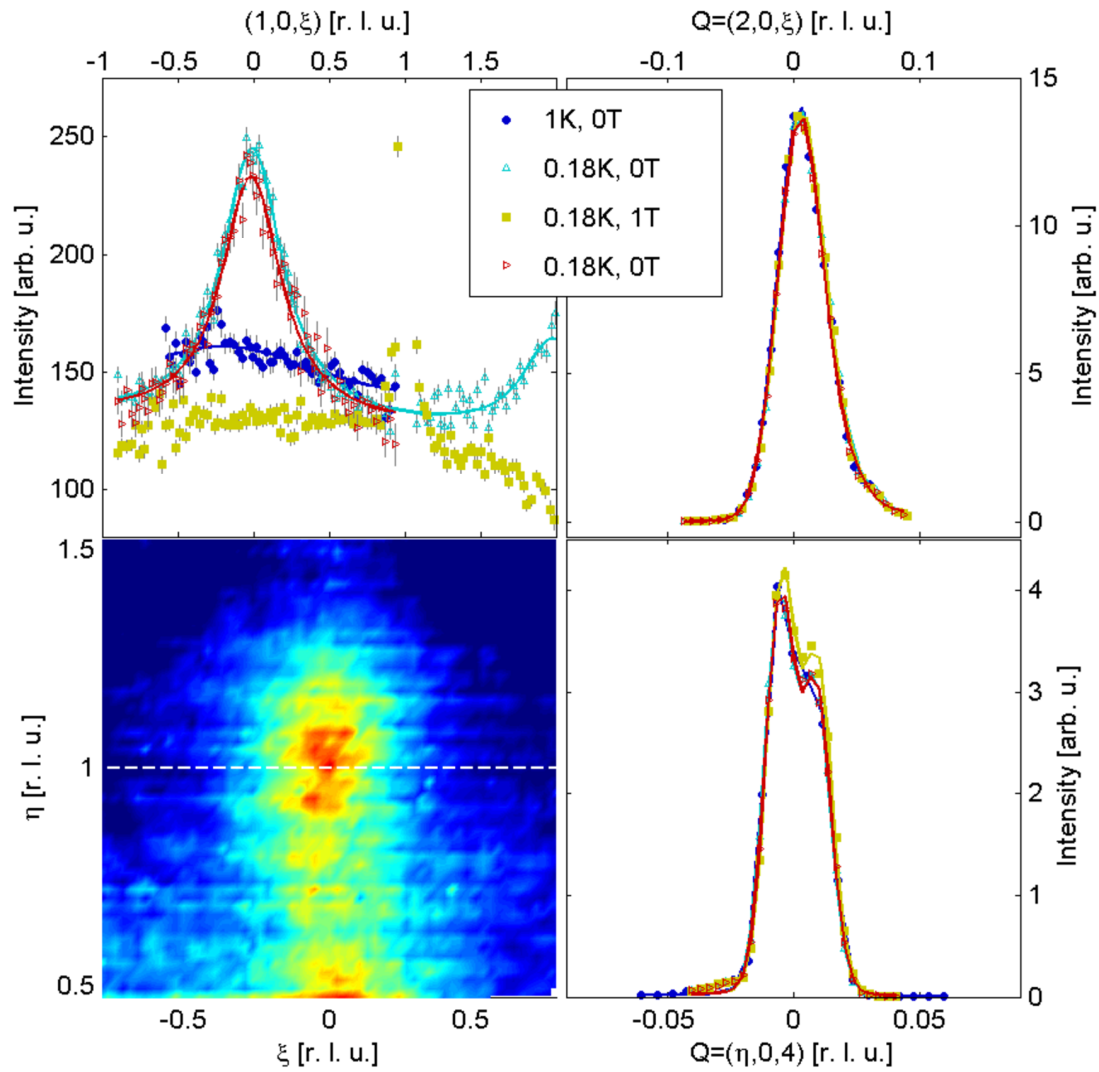 (1,0,ξ) [r. l. u.]
Q=(2,0,ξ) [r. l. u.]
-1 -0.5 0 0.5 1 1.5
-0.1 0 0.1
250
200
150
100
Intensity [arb. u.]
1K, 0T
0.18K, 0T
0.18K, 1T
0.18K, 0T
15
10
5
0
Intensity [arb. u.]
1.5
1
0.5
η [r. l. u.]
4
3
2
1
0
Intensity [arb. u.]
-0.5 0 0.5
ξ [r. l. u.]
-0.05 0 0.05
Q=(η,0,4) [r. l. u.]